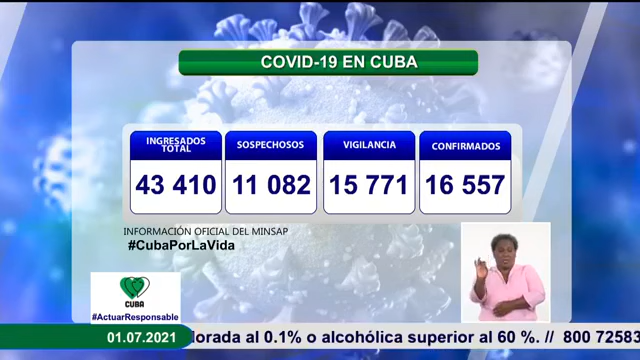 COVID-19 EN CUBA
INGRESADOS TOTAL
SOSPECHOSOS
VIGILANCIA
CONFIRMADOS
43 410
11 082
15 771
16 557
INFORMACIÓN OFICIAL DEL MINSAP
#CubaPorLaVida
CUBA
#ActuarResponsable
01.07.2021
al 0.1% o alcohólica superior al 60 %. // 800 72583